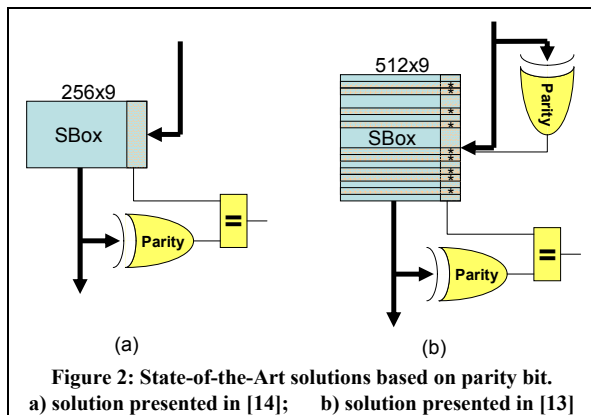 256x9
SBox
Parity
=
(a)
512x9
*
*
*
*
SBox
*
*
*
*
*
Parity
Parity
=
(b)
Figure 2: State-of-the-Art solutions based on parity bit.
a) solution presented in [14; b) solution presented in [13]